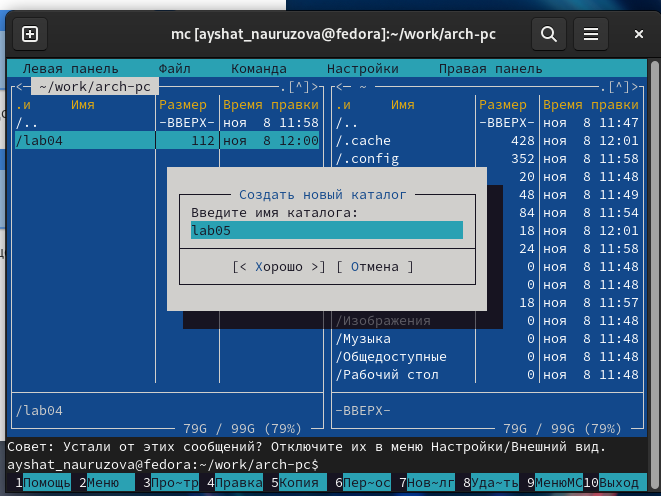 mc [ayshat_nauruzova@fedora]:~/work/arch-pc
Левая панель Файл Команда Настройки Правая панель
<— ~/work/arch-pc .[^]> <— ~ .[^]>
.и Имя Размер Время правки .и Имя Размер Время правки
/.. -ВВЕРХ- ноя 8 11:58 /.. -ВВЕРХ- ноя 8 11:47
/lab04 112 ноя 8 12:00 /.cache 428 ноя 8 12:01
/.config 352 ноя 8 11:58
20 ноя 8 11:48
Создать новый каталог 48 ноя 8 11:49
Введите имя каталога: 84 ноя 8 11:54
lab05 18 ноя 8 12:01
24 ноя 8 11:58
[< Хорошо >] [ Отмена ] 0 ноя 8 11:48
0 ноя 8 11:48
18 ноя 8 11:57
/Изображения 0 ноя 8 11:48
/Музыка 0 ноя 8 11:48
/Общедоступные 0 ноя 8 11:48
/Рабочий стол 0 ноя 8 11:48
/lab04 -ВВЕРХ-
79G / 99G (79%) 79G / 99G (79%)
Совет: Устали от этих сообщений? Отключите их в меню Настройки/Внешний вид.
ayshat_nauruzova@fedora:~/work/arch-pc$
1Помощь 2Меню 3Про~тр 4Правка 5Копия 6Пер~ос 7Нов~лг 8Уда~ть 9МенюMC 10Выход